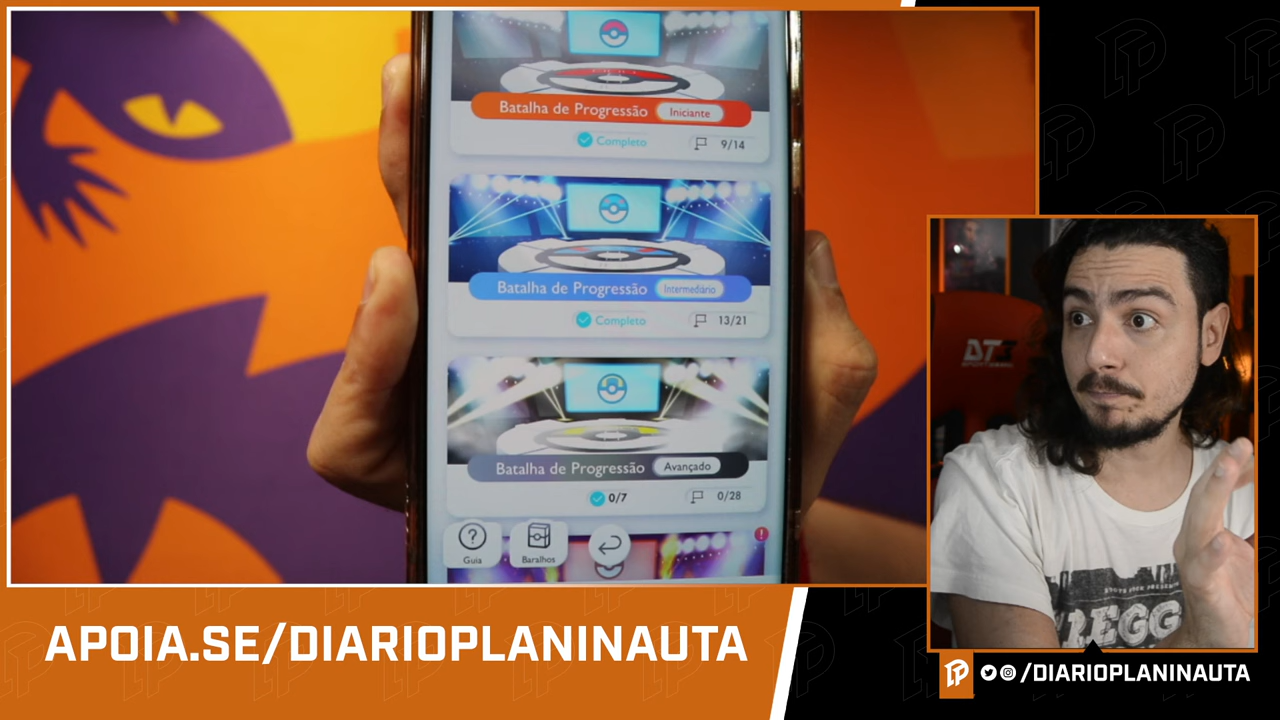 Batalha de Progressão Iniciante
Completo 9/14
Batalha de Progressão Intermediário
Completo 13/21
Batalha de Progressão Avançado
0/7 0/28
Guia
Baralhos
DT3
APOIA.SE/DIARIOPLANINAUTA
/DIARIOPLANINAUTA